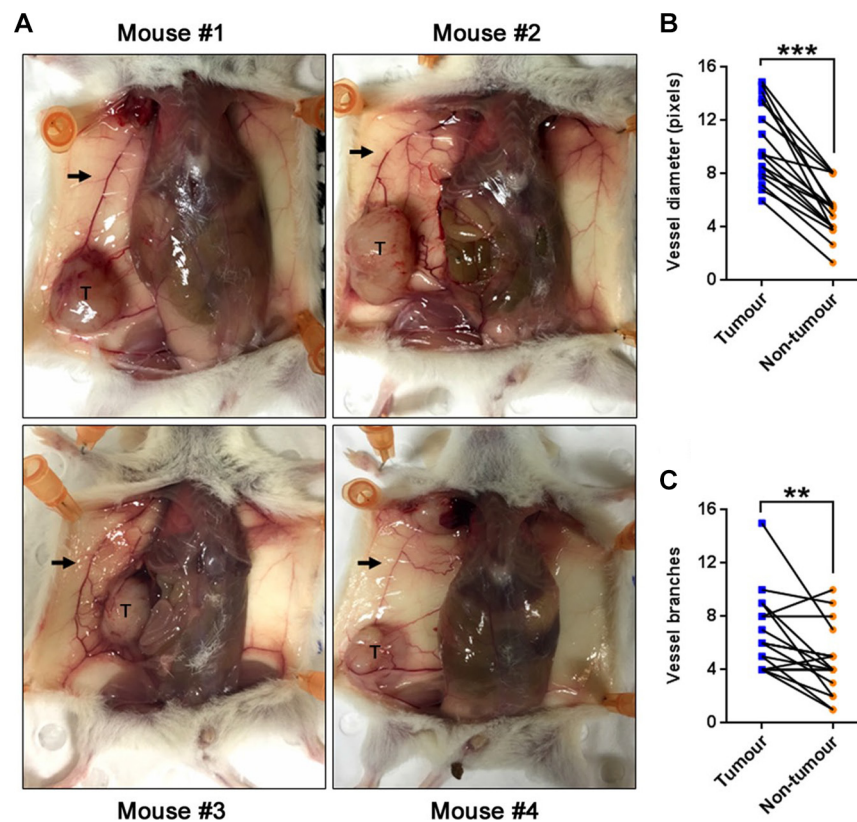 A
Mouse #1
Mouse #2
T
T
T
T
Mouse #3
Mouse #4
B
***
Vessel diameter (pixels)
16
12
8
4
0
Tumour
Non-tumour
C
**
Vessel branches
16
12
8
4
0
Tumour
Non-tumour